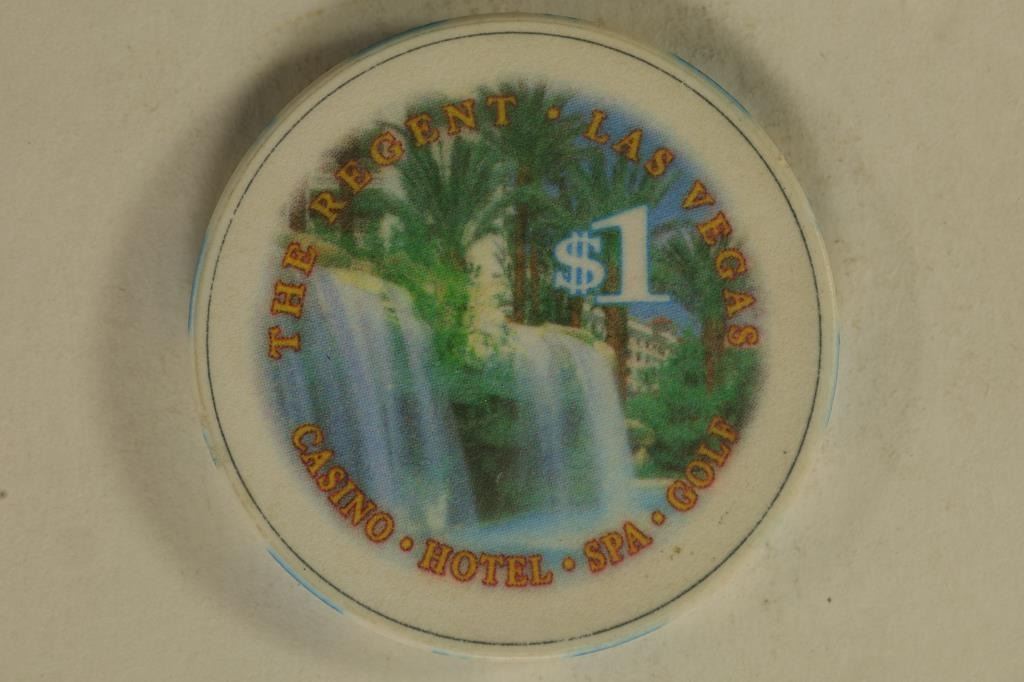 THE REGENT • LAS VEGAS
$1
CASINO • HOTEL • SPA • GOLF